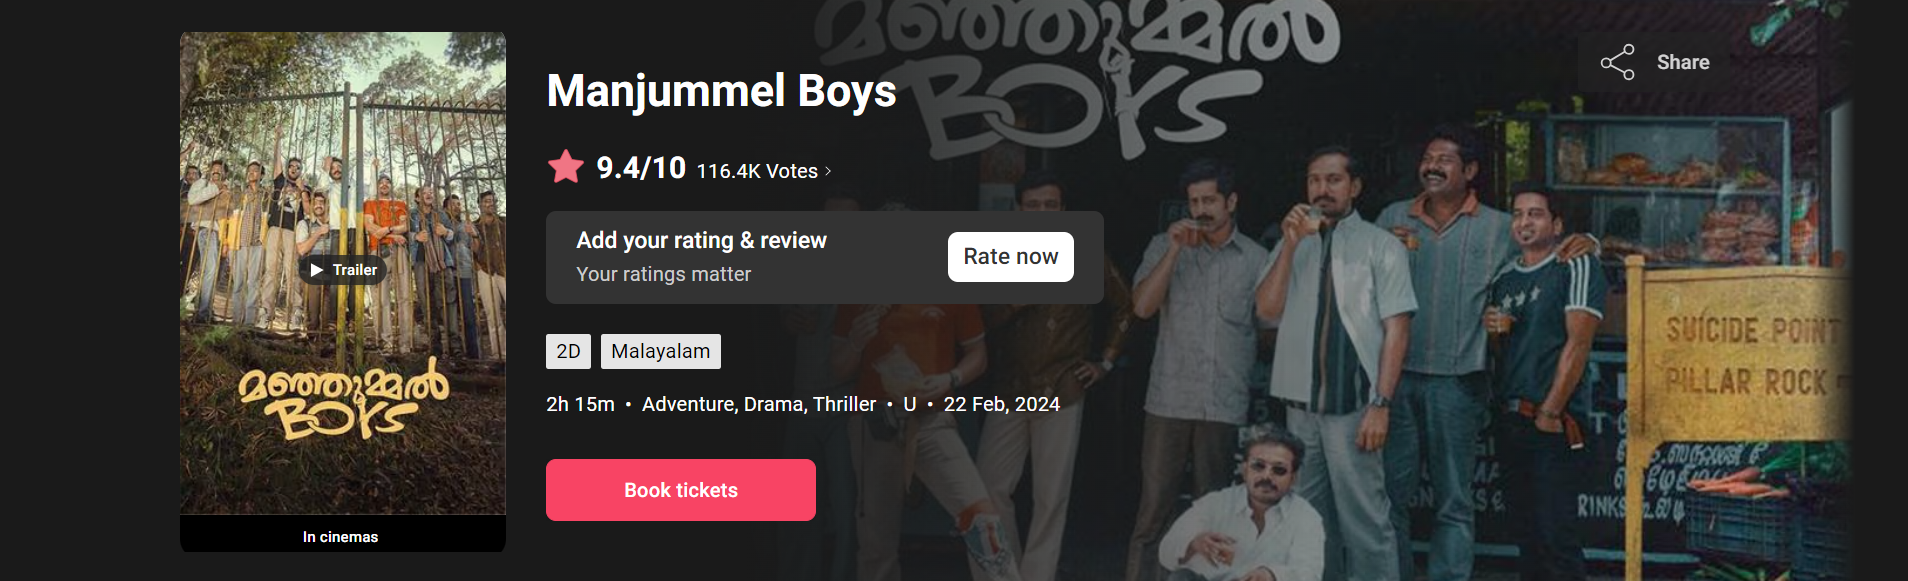 മഞ്ഞുമ്മൽ
BOYS
Share
Manjummel Boys
9.4/10 116.4K Votes >
Add your rating & review
Your ratings matter
Rate now
Trailer
2D Malayalam
SUICIDE POINT
PILLAR ROCK
മഞ്ഞുമ്മൽ
BOYS
2h 15m • Adventure, Drama, Thriller • U • 22 Feb, 2024
RINKS
Book tickets
In cinemas